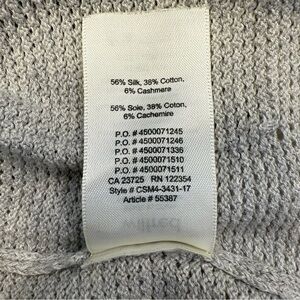 56% Silk, 38% Cotton,
6% Cashmere
56% Soie, 38% Coton,
6% Cachemire
P.O. # 4500071245
P.O. # 4500071246
P.O. # 4500071336
P.O. # 4500071510
P.O. # 4500071511
CA 23725 RN 122354
Style # CSM4-3431-17
Article # 55387